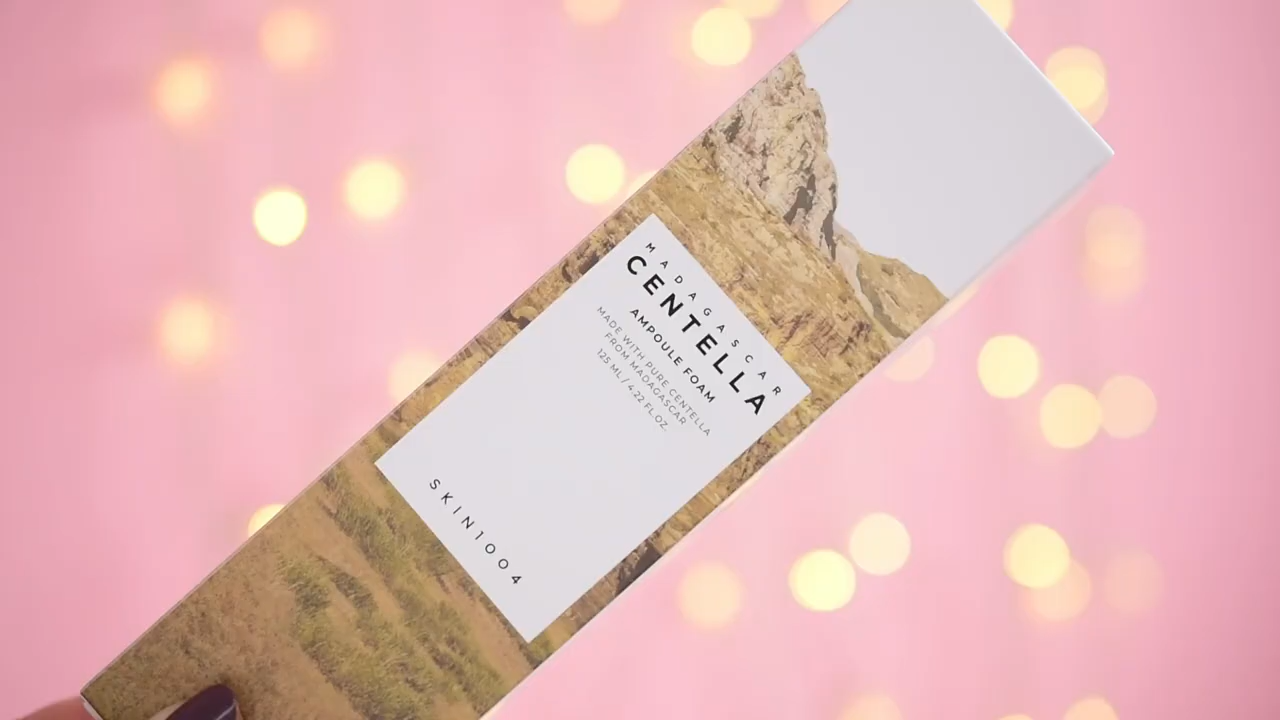 MADAGASCAR
CENTELLA
AMPOULE FOAM
MADE WITH PURE CENTELLA
FROM MADAGASCAR
125 ML / 4.22 FL.OZ.
SKIN1004